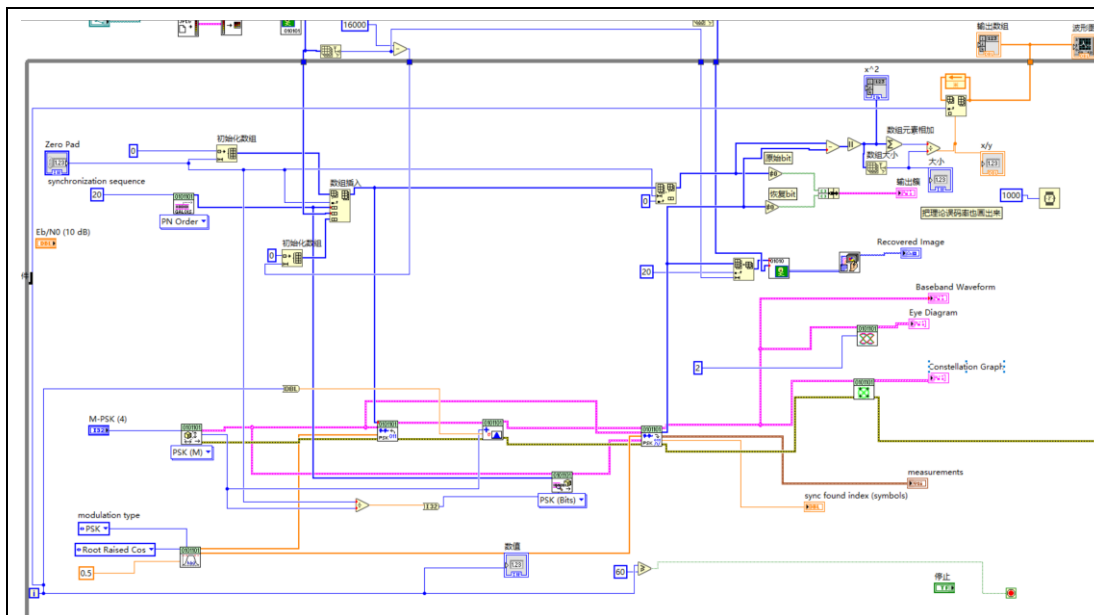 16000
输出数组
x^2
数组元素相加
x/y
数组大小
大小
原始bit
输出簇
恢复bit
把理论误码率也画出来
1000
Zero Pad
0
初始化数组
数组插入
0
synchronization sequence
20
PN Order
Eb/N0 (10 dB)
初始化数组
0
20
Recovered Image
Baseband Waveform
Eye Diagram
2
Constellation Graph
DBL
M-PSK (4)
I32
PSK (M)
PSK (Bits)
I32
measurements
sync found index (symbols)
modulation type
PSK
Root Raised Cos
0.5
数值
60
停止
i